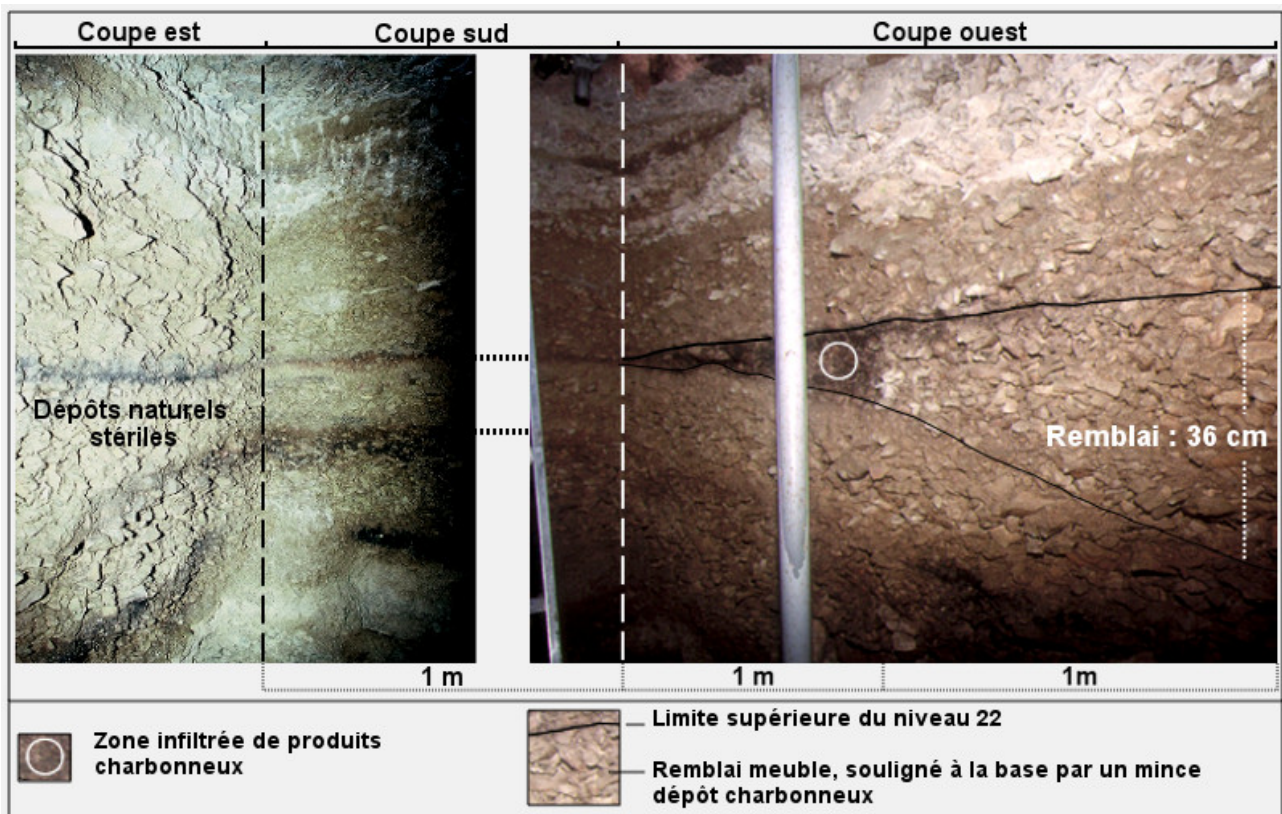 Coupe est
Coupe sud
Coupe ouest
Dépôts naturels
stériles
Remblai : 36 cm
1 m
1 m
1m
Zone infiltrée de produits
charbonneux
Limite supérieure du niveau 22
Remblai meuble, souligné à la base par un mince
dépôt charbonneux